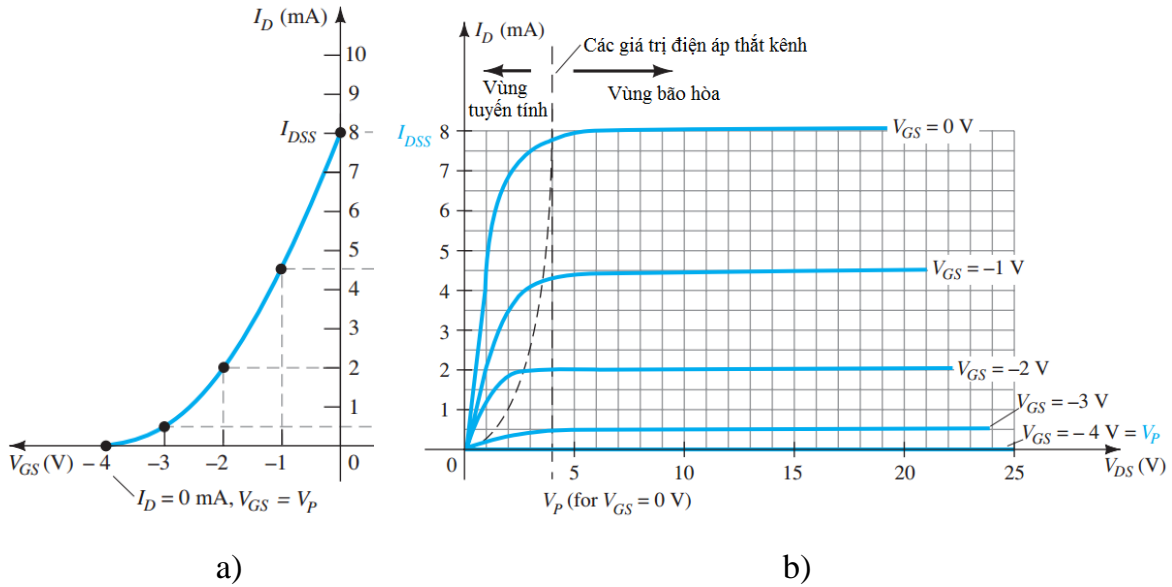 I_D (mA)
10
9
I_DSS
8
7
6
5
4
3
2
1
V_GS (V)
– 4
–3
–2
–1
0
I_D = 0 mA, V_GS = V_P
a)
I_D (mA)
Các giá trị điện áp thắt kênh
Vùng
tuyến tính
Vùng bão hòa
I_DSS
8
V_GS = 0 V
7
6
5
V_GS = –1 V
4
3
2
V_GS = –2 V
V_GS = –3 V
1
V_GS = – 4 V = V_P
0
5
10
15
20
25
V_DS (V)
V_P (for V_GS = 0 V)
b)